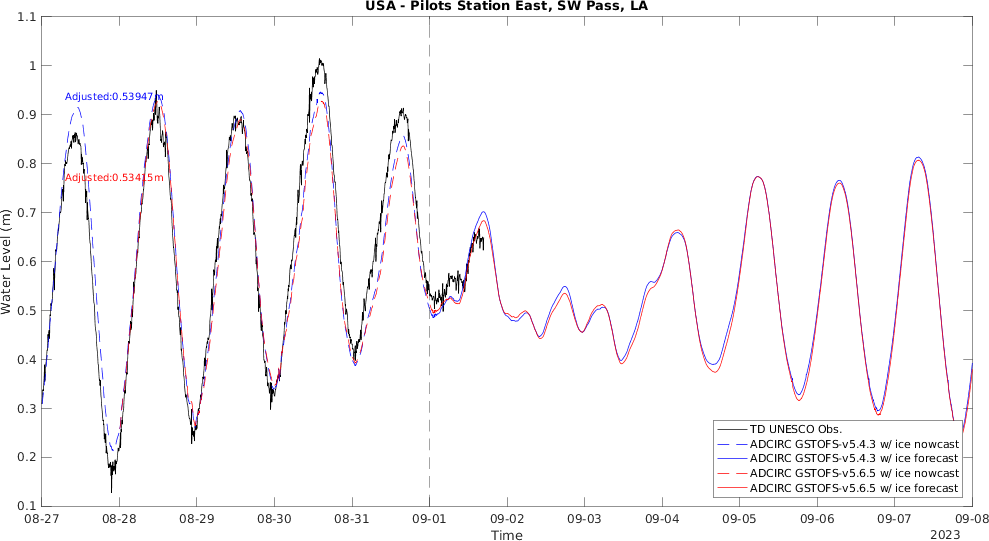 USA - Pilots Station East, SW Pass, LA
1.1
1
0.9
0.8
0.7
0.6
0.5
0.4
0.3
0.2
0.1
Water Level (m)
Adjusted:0.53947m
Adjusted:0.53415m
TD UNESCO Obs.
ADCIRC GSTOFS-v5.4.3 w/ ice nowcast
ADCIRC GSTOFS-v5.4.3 w/ ice forecast
ADCIRC GSTOFS-v5.6.5 w/ ice nowcast
ADCIRC GSTOFS-v5.6.5 w/ ice forecast
08-27 08-28 08-29 08-30 08-31 09-01 09-02 09-03 09-04 09-05 09-06 09-07 09-08
Time
2023